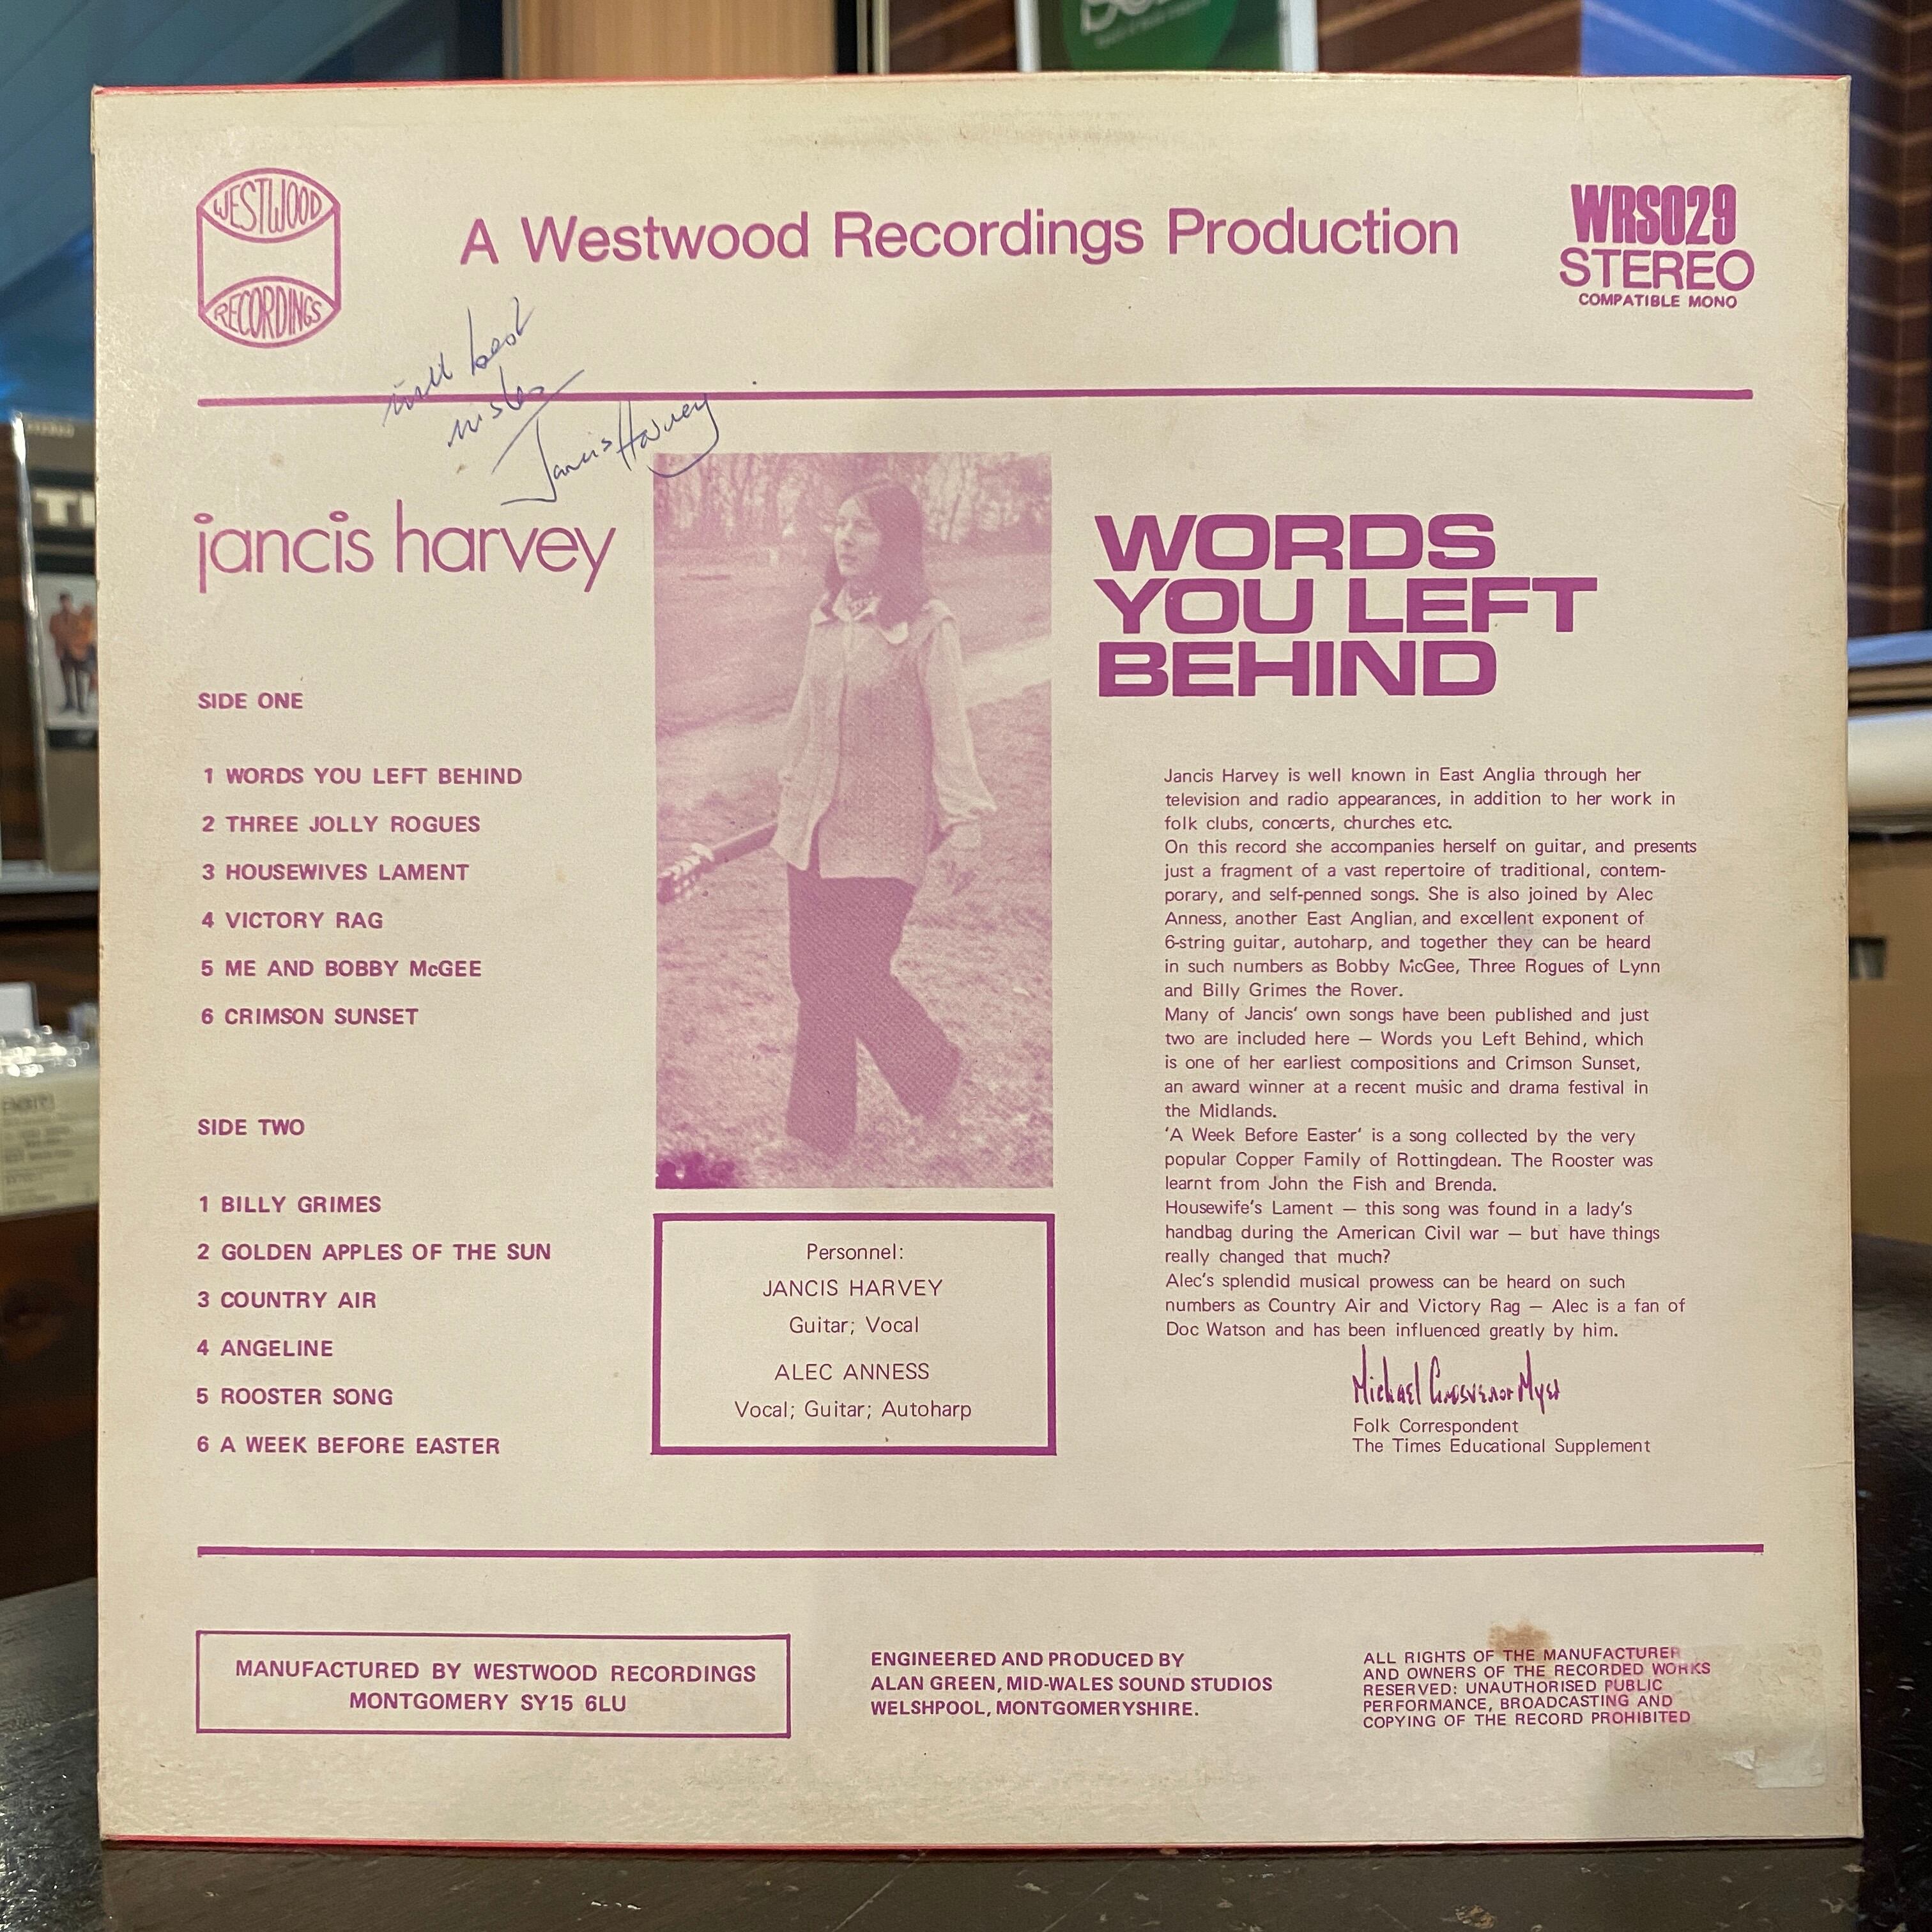 WESTWOOD
RECORDINGS
A Westwood Recordings Production
WRS029
STEREO
COMPATIBLE MONO
with best
wishes
Jancis Harvey
jancis harvey
WORDS
YOU LEFT
BEHIND
SIDE ONE
1 WORDS YOU LEFT BEHIND
2 THREE JOLLY ROGUES
3 HOUSEWIVES LAMENT
4 VICTORY RAG
5 ME AND BOBBY McGEE
6 CRIMSON SUNSET
SIDE TWO
1 BILLY GRIMES
2 GOLDEN APPLES OF THE SUN
3 COUNTRY AIR
4 ANGELINE
5 ROOSTER SONG
6 A WEEK BEFORE EASTER
Personnel:
JANCIS HARVEY
Guitar; Vocal
ALEC ANNESS
Vocal; Guitar; Autoharp
Jancis Harvey is well known in East Anglia through her
television and radio appearances, in addition to her work in
folk clubs, concerts, churches etc.
On this record she accompanies herself on guitar, and presents
just a fragment of a vast repertoire of traditional, contem-
porary, and self-penned songs. She is also joined by Alec
Anness, another East Anglian, and excellent exponent of
6-string guitar, autoharp, and together they can be heard
in such numbers as Bobby McGee, Three Rogues of Lynn
and Billy Grimes the Rover.
Many of Jancis' own songs have been published and just
two are included here — Words you Left Behind, which
is one of her earliest compositions and Crimson Sunset,
an award winner at a recent music and drama festival in
the Midlands.
'A Week Before Easter' is a song collected by the very
popular Copper Family of Rottingdean. The Rooster was
learnt from John the Fish and Brenda.
Housewife's Lament — this song was found in a lady's
handbag during the American Civil war — but have things
really changed that much?
Alec's splendid musical prowess can be heard on such
numbers as Country Air and Victory Rag — Alec is a fan of
Doc Watson and has been influenced greatly by him.
Michael Grosvenor Myer
Folk Correspondent
The Times Educational Supplement
MANUFACTURED BY WESTWOOD RECORDINGS
MONTGOMERY SY15 6LU
ENGINEERED AND PRODUCED BY
ALAN GREEN, MID-WALES SOUND STUDIOS
WELSHPOOL, MONTGOMERYSHIRE.
ALL RIGHTS OF THE MANUFACTURER
AND OWNERS OF THE RECORDED WORKS
RESERVED: UNAUTHORISED PUBLIC
PERFORMANCE, BROADCASTING AND
COPYING OF THE RECORD PROHIBITED